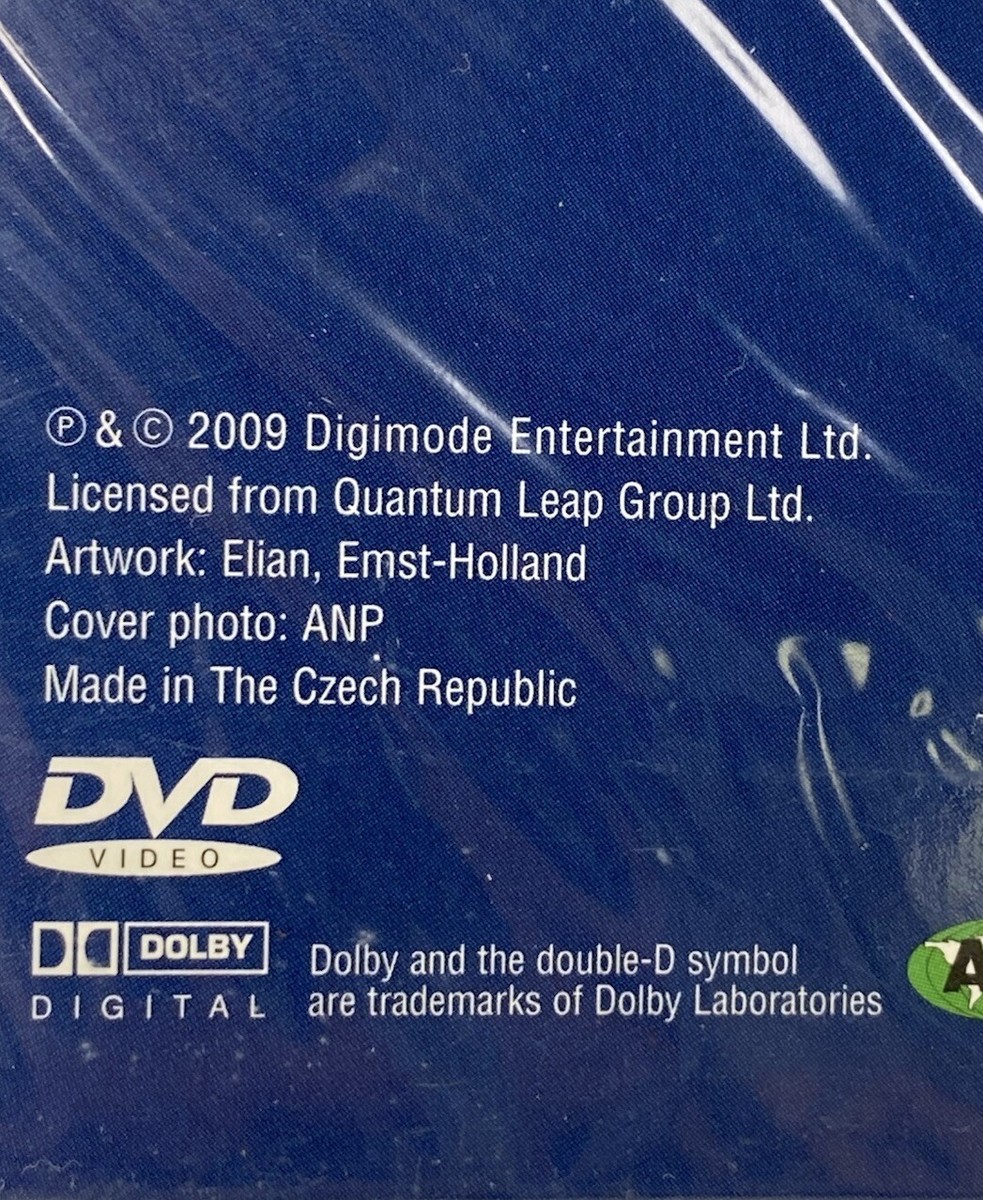 ℗ & © 2009 Digimode Entertainment Ltd.
Licensed from Quantum Leap Group Ltd.
Artwork: Elian, Emst-Holland
Cover photo: ANP
Made in The Czech Republic
DVD
VIDEO
DOLBY
DIGITAL
Dolby and the double-D symbol
are trademarks of Dolby Laboratories
A